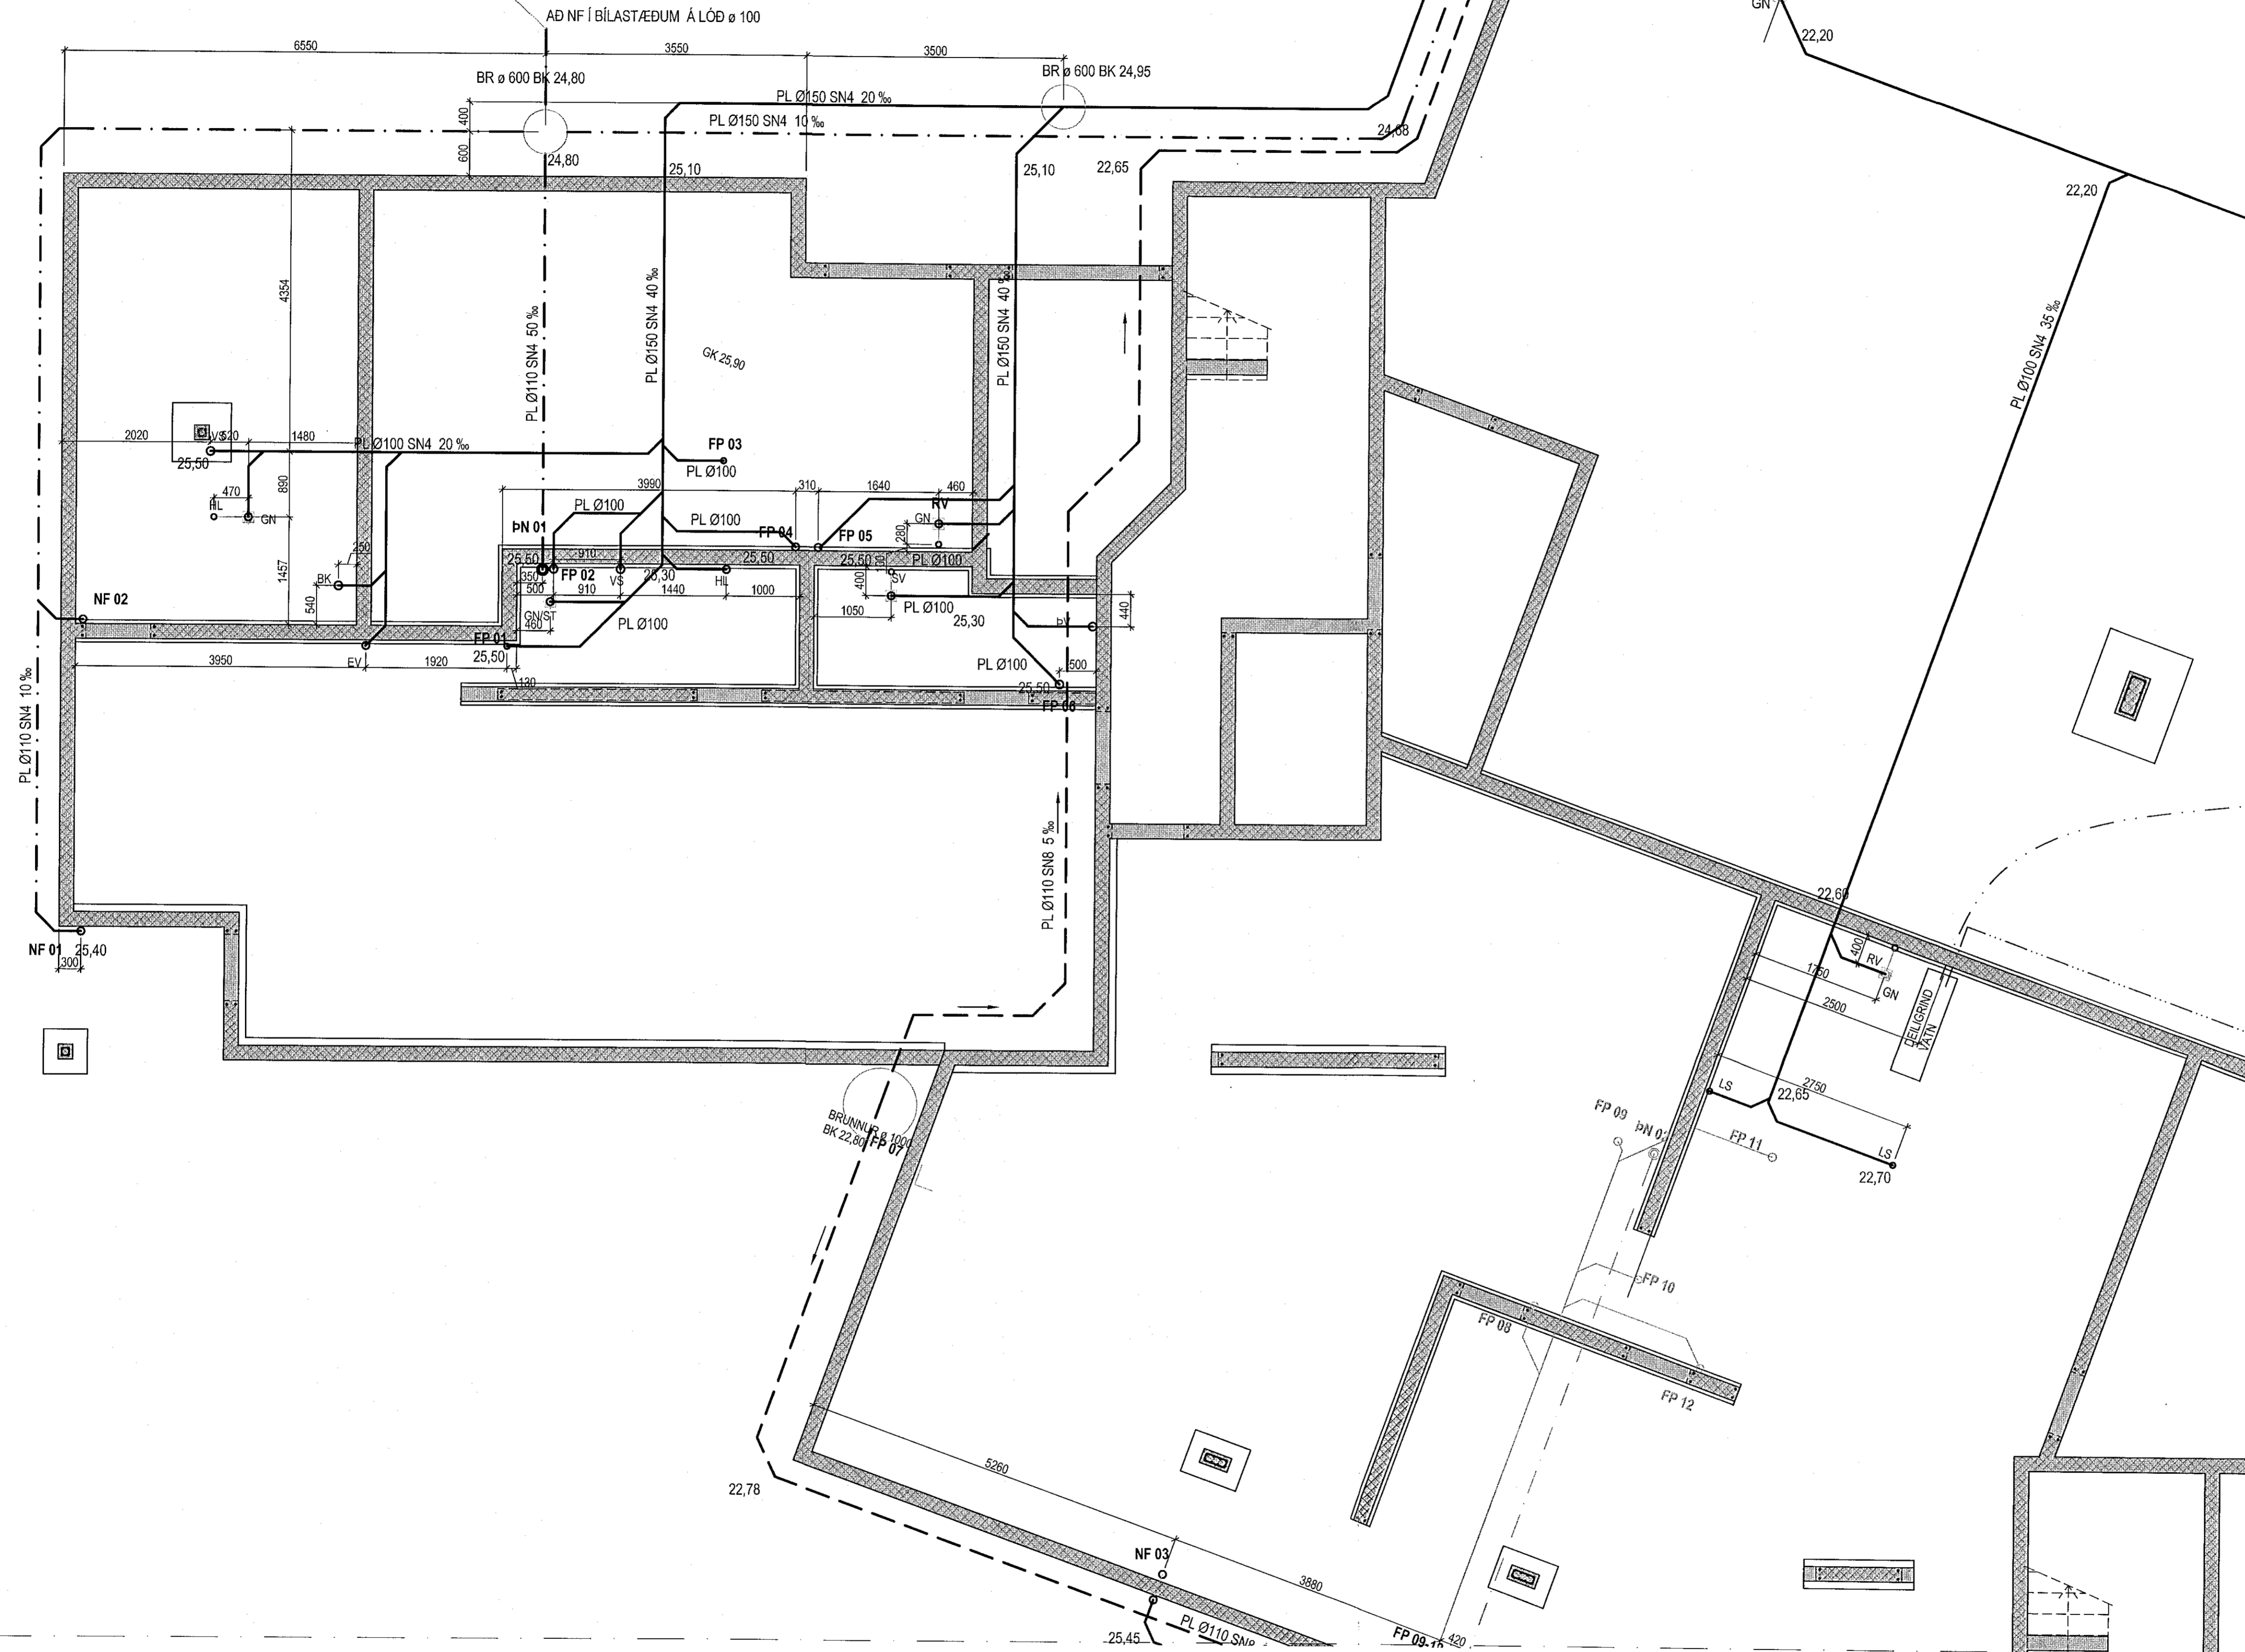 AÐ NF Í BÍLASTÆÐUM Á LÓÐ ø 100
GN
22,20
6550
3550
3500
BR ø 600 BK 24,80
BR ø 600 BK 24,95
PL Ø150 SN4 20 ‰
PL Ø150 SN4 10 ‰
400
600
24,68
24,80
25,10
25,10
22,65
22,20
4354
PL Ø110 SN4 50 ‰
PL Ø150 SN4 40 ‰
PL Ø150 SN4 40 ‰
PL Ø100 SN4 35 ‰
GK 25,90
2020
VS
520
1480
PL Ø100 SN4 20 ‰
25,50
FP 03
PL Ø100
470
890
HL
GN
3990
310
1640
460
RV
PL Ø100
PL Ø100
GN
ÞN 01
FP 04
FP 05
280
250
1457
BK
540
25,50
910
350
FP 02
VS
25,30
25,50
HL
25,50
PL Ø100
SV
400
500
910
1440
1000
GN/ST
460
PL Ø100
1050
PL Ø100
25,30
440
ÞV
NF 02
FP 01
25,50
3950
EV
1920
130
PL Ø100
500
25,50
FP 06
PL Ø110 SN4 10 ‰
PL Ø110 SN8 5 ‰
22,60
NF 01
25,40
300
400
RV
1750
GN
2500
DEILIGRIND
VATN
2750
LS
22,65
BRUNNUR ø 1000
BK 22,80
FP 07
FP 09
ÞN 02
FP 11
LS
22,70
FP 10
FP 08
FP 12
5260
22,78
NF 03
3880
25,45
PL Ø110 SN8
FP 09-12
420